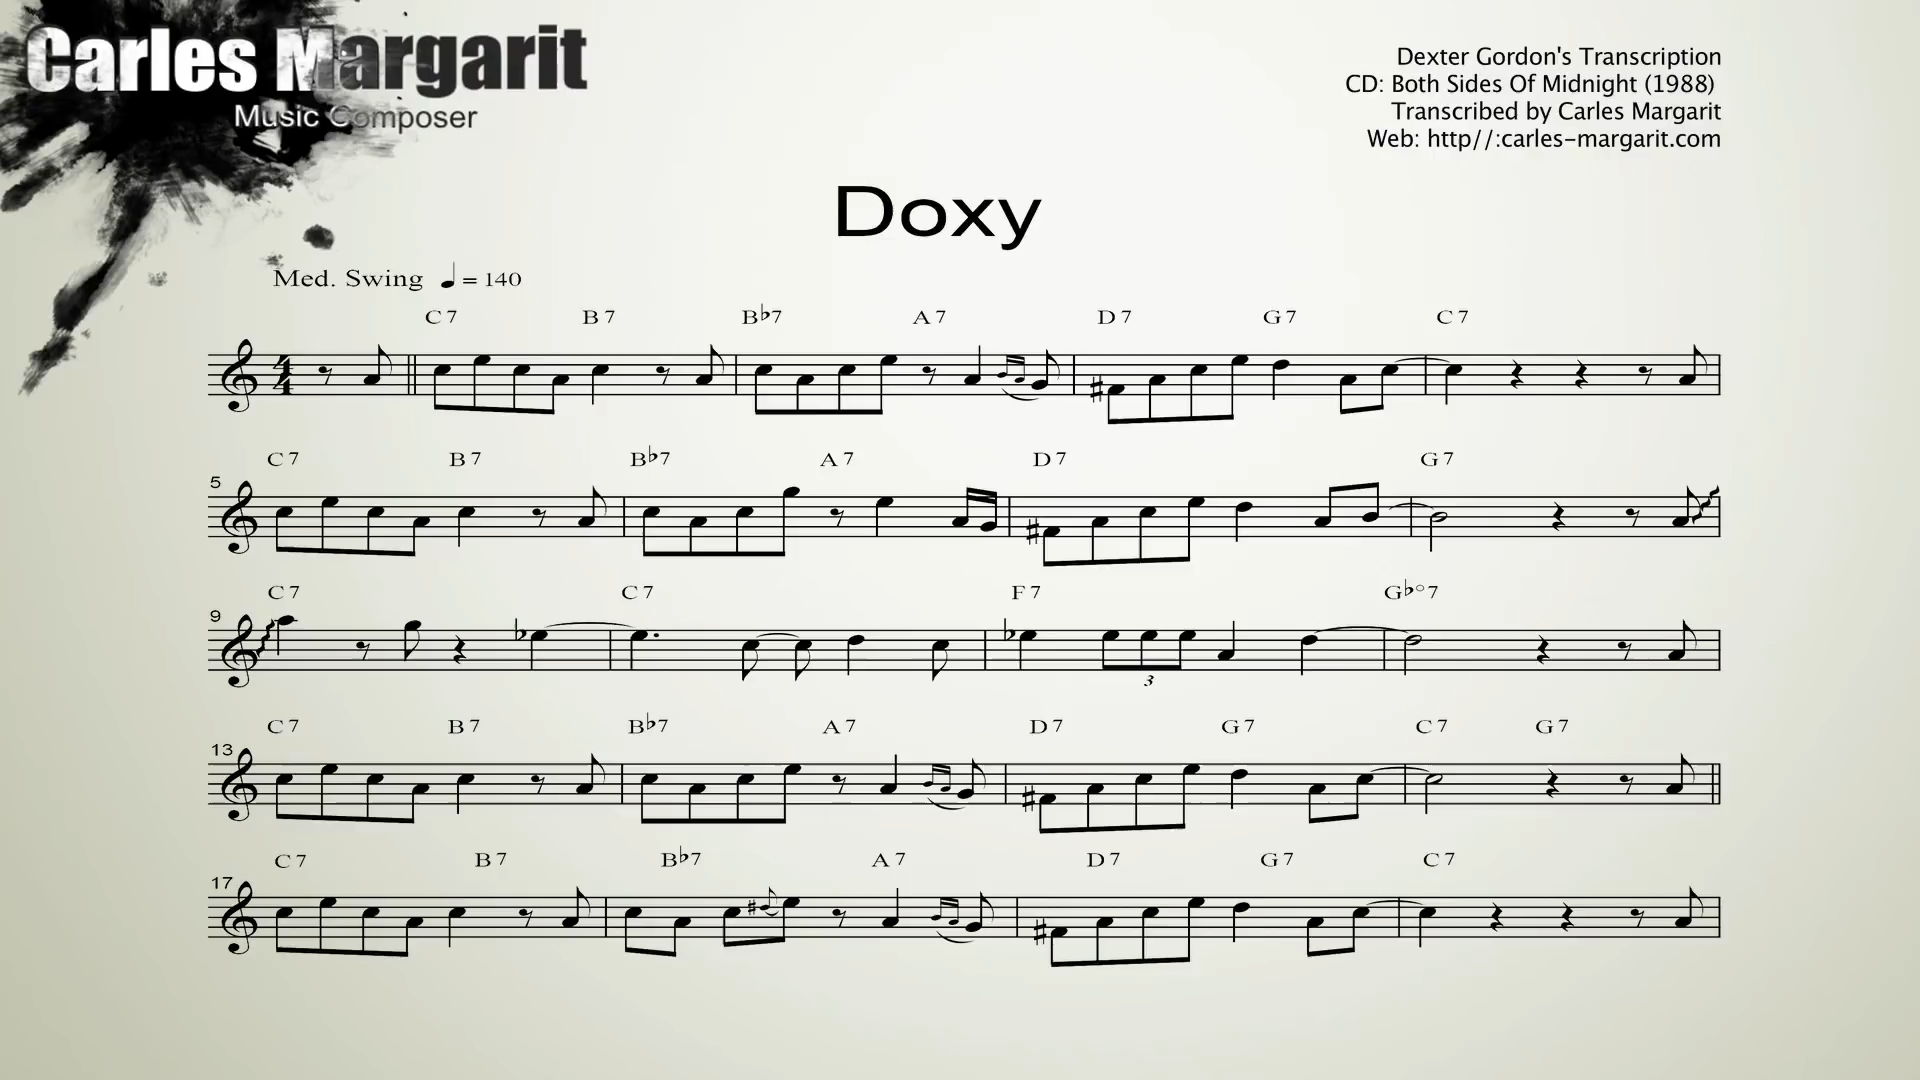 Carles Margarit
Music Composer
Dexter Gordon's Transcription
CD: Both Sides Of Midnight (1988)
Transcribed by Carles Margarit
Web: http//:carles-margarit.com
Doxy
Med. Swing ♩ = 140
C7 B7 B♭7 A7 D7 G7 C7
4
4
C7 B7 B♭7 A7 D7 G7
5
C7 C7 F7 G♭°7
9
3
C7 B7 B♭7 A7 D7 G7 C7 G7
13
C7 B7 B♭7 A7 D7 G7 C7
17